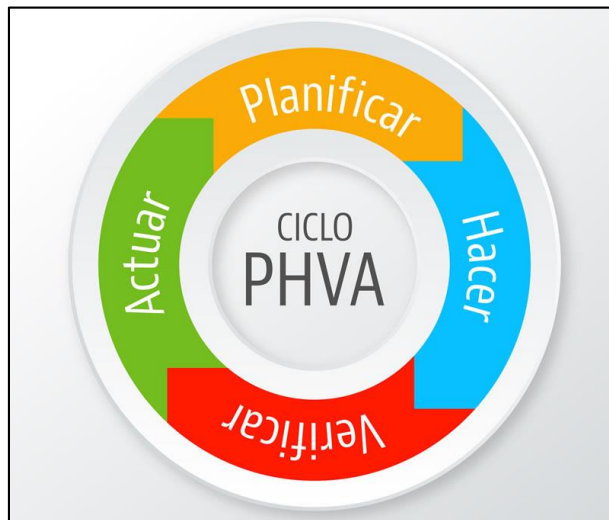 Planificar
Hacer
Verificar
Actuar
CICLO
PHVA